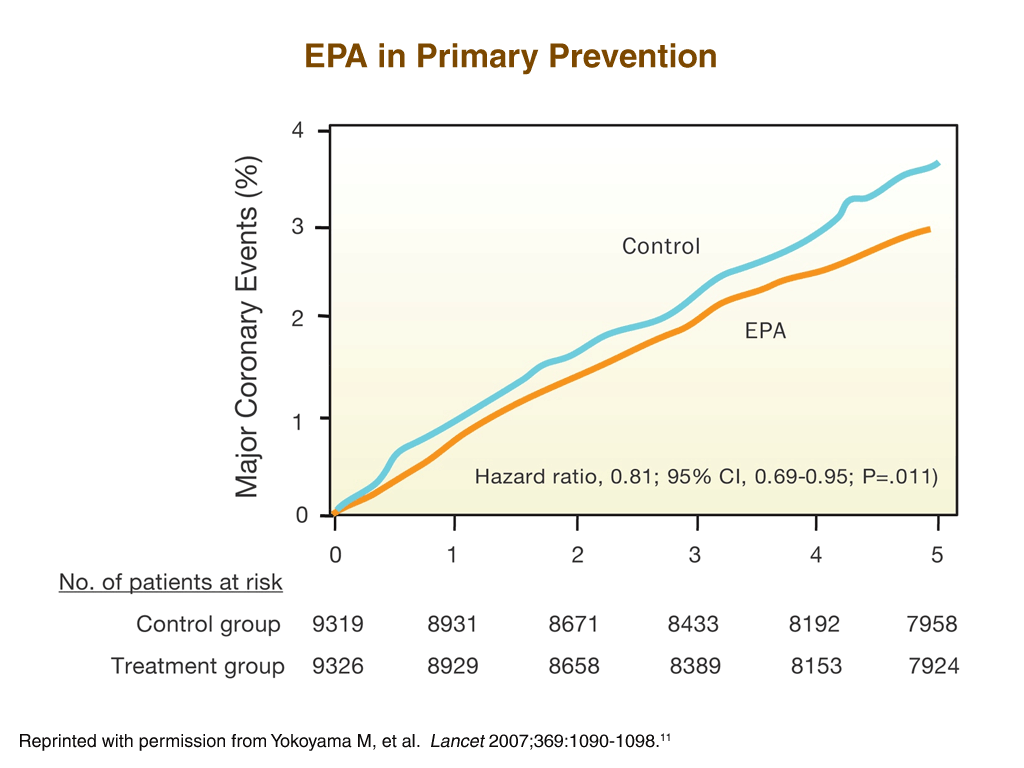 EPA in Primary Prevention
4
3
2
1
0
Major Coronary Events (%)
Control
EPA
Hazard ratio, 0.81; 95% CI, 0.69-0.95; P=.011)
0 1 2 3 4 5
No. of patients at risk
Control group 9319 8931 8671 8433 8192 7958
Treatment group 9326 8929 8658 8389 8153 7924
Reprinted with permission from Yokoyama M, et al. Lancet 2007;369:1090-1098.¹¹